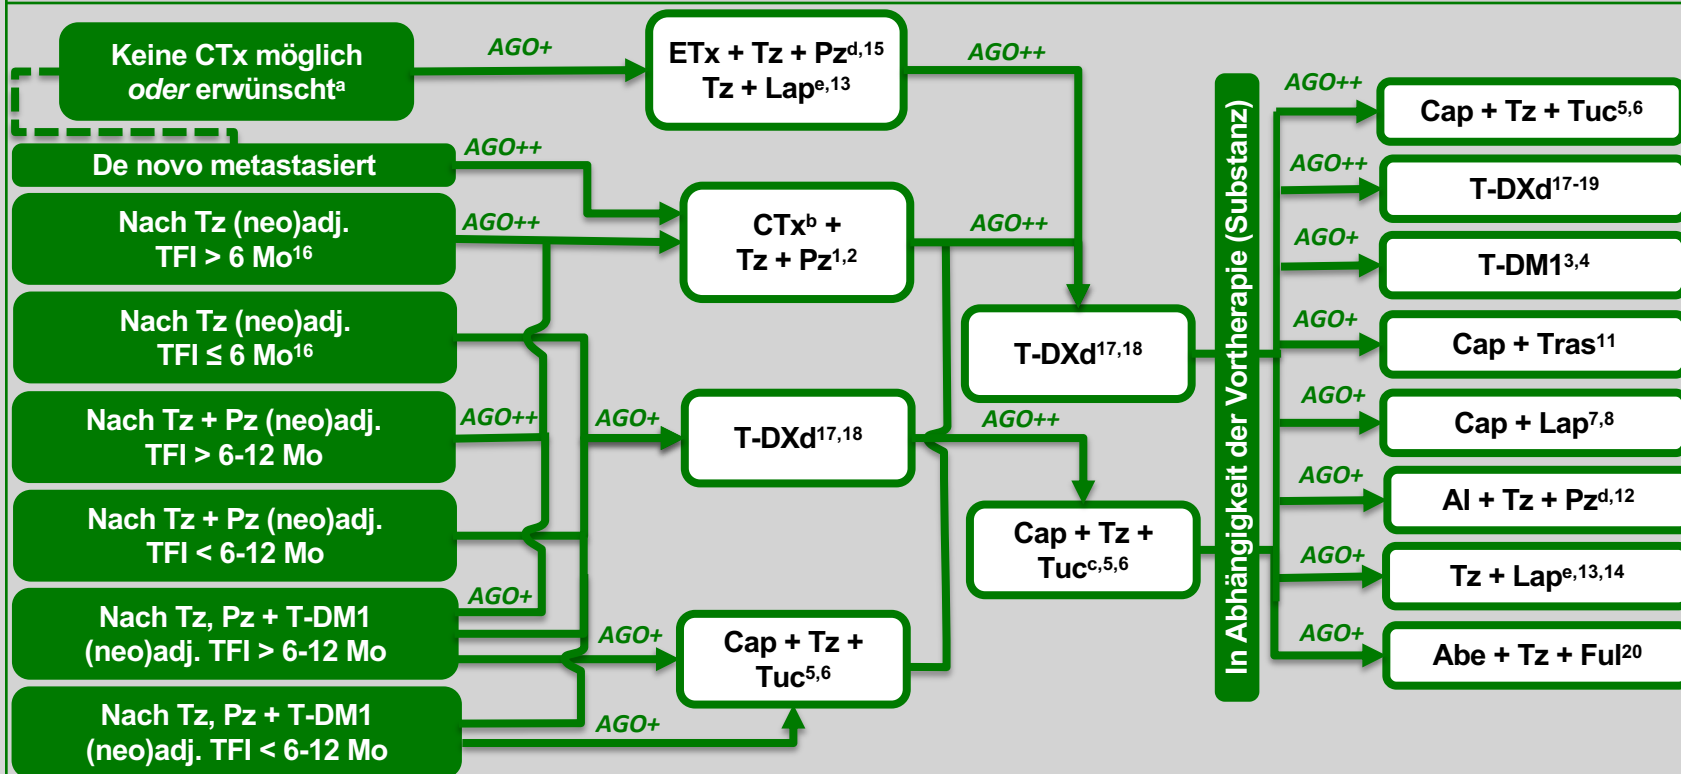 Keine CTx möglich
oder erwünschtᵃ
AGO+
ETx + Tz + Pzᵈ,¹⁵
Tz + Lapᵉ,¹³
AGO++
De novo metastasiert
AGO++
Nach Tz (neo)adj.
TFI > 6 Mo¹⁶
AGO++
CTxᵇ +
Tz + Pz¹,²
AGO++
Nach Tz (neo)adj.
TFI ≤ 6 Mo¹⁶
T-DXd¹⁷,¹⁸
Nach Tz + Pz (neo)adj.
TFI > 6-12 Mo
AGO++
AGO+
T-DXd¹⁷,¹⁸
AGO++
Nach Tz + Pz (neo)adj.
TFI < 6-12 Mo
Cap + Tz +
Tucᶜ,⁵,⁶
Nach Tz, Pz + T-DM1
(neo)adj. TFI > 6-12 Mo
AGO+
AGO+
Cap + Tz +
Tuc⁵,⁶
Nach Tz, Pz + T-DM1
(neo)adj. TFI < 6-12 Mo
AGO+
In Abhängigkeit der Vortherapie (Substanz)
AGO++
Cap + Tz + Tuc⁵,⁶
AGO++
T-DXd¹⁷⁻¹⁹
AGO+
T-DM1³,⁴
AGO+
Cap + Tras¹¹
AGO+
Cap + Lap⁷,⁸
AGO+
AI + Tz + Pzᵈ,¹²
AGO+
Tz + Lapᵉ,¹³,¹⁴
AGO+
Abe + Tz + Ful²⁰